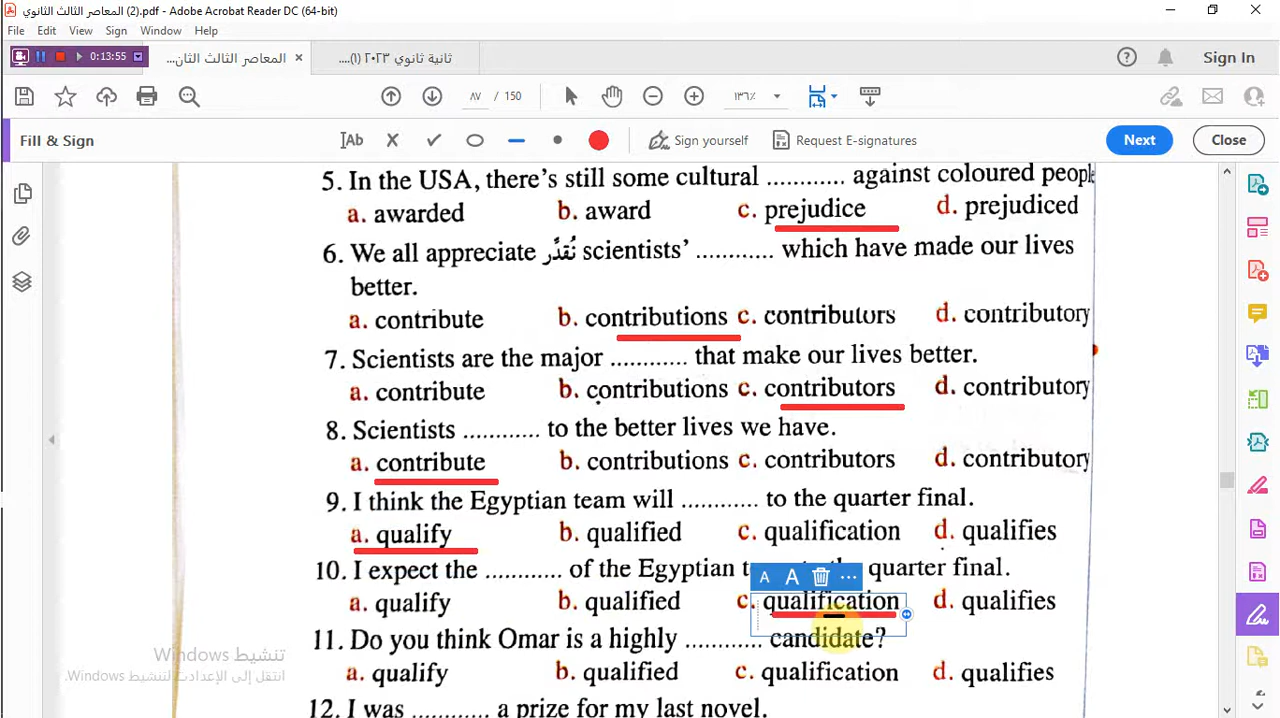 المعاصر الثالث الثانوي (2).pdf - Adobe Acrobat Reader DC (64-bit)
File Edit View Sign Window Help
0:13:55 المعاصر الثالث الثان... × ثانية ثانوي ٢٠٢٣ (١).... Sign In
٨٧ / 150 ١٣٦٪
Fill & Sign Ab Sign yourself Request E-signatures Next Close
5. In the USA, there's still some cultural ............ against coloured people
a. awarded b. award c. prejudice d. prejudiced
6. We all appreciate نُقدَّر scientists' ............ which have made our lives
better.
a. contribute b. contributions c. contributors d. contributory
7. Scientists are the major ............ that make our lives better.
a. contribute b. contributions c. contributors d. contributory
8. Scientists ............ to the better lives we have.
a. contribute b. contributions c. contributors d. contributory
9. I think the Egyptian team will ............ to the quarter final.
a. qualify b. qualified c. qualification d. qualifies
10. I expect the ............ of the Egyptian quarter final.
A A ...
a. qualify b. qualified c. qualification d. qualifies
11. Do you think Omar is a highly ............ candidate?
a. qualify b. qualified c. qualification d. qualifies
12. I was ............ a prize for my last novel.
تنشيط Windows
انتقل إلى الإعدادات لتنشيط Windows.